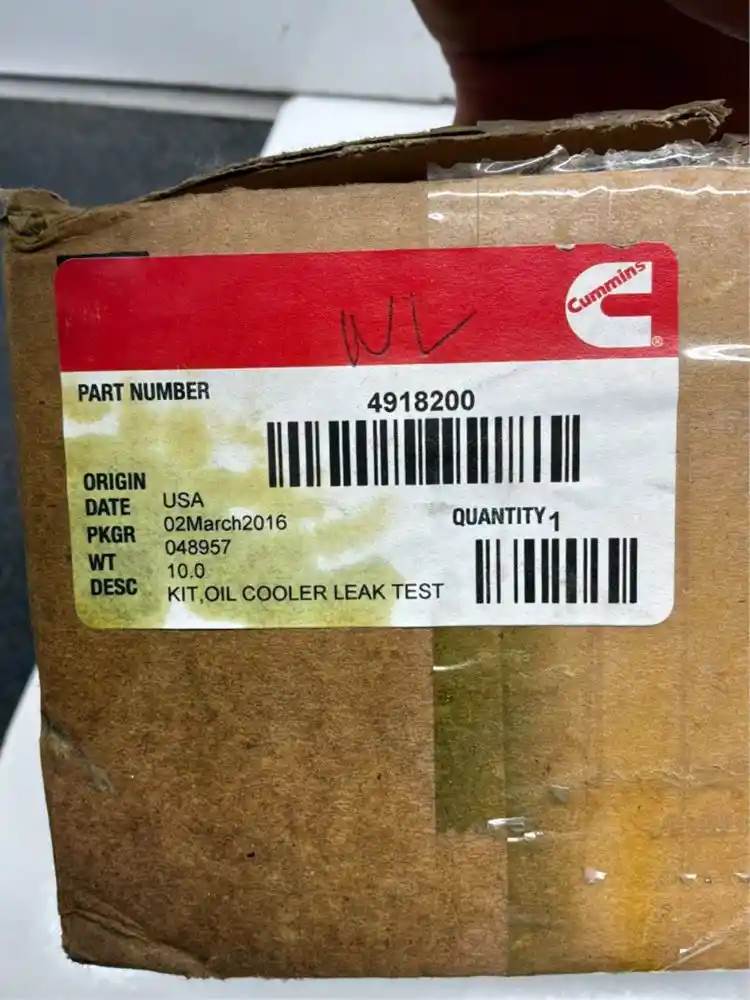 Cummins
®
PART NUMBER
4918200
ORIGIN USA
DATE 02March2016
PKGR 048957
WT 10.0
DESC KIT,OIL COOLER LEAK TEST
QUANTITY 1